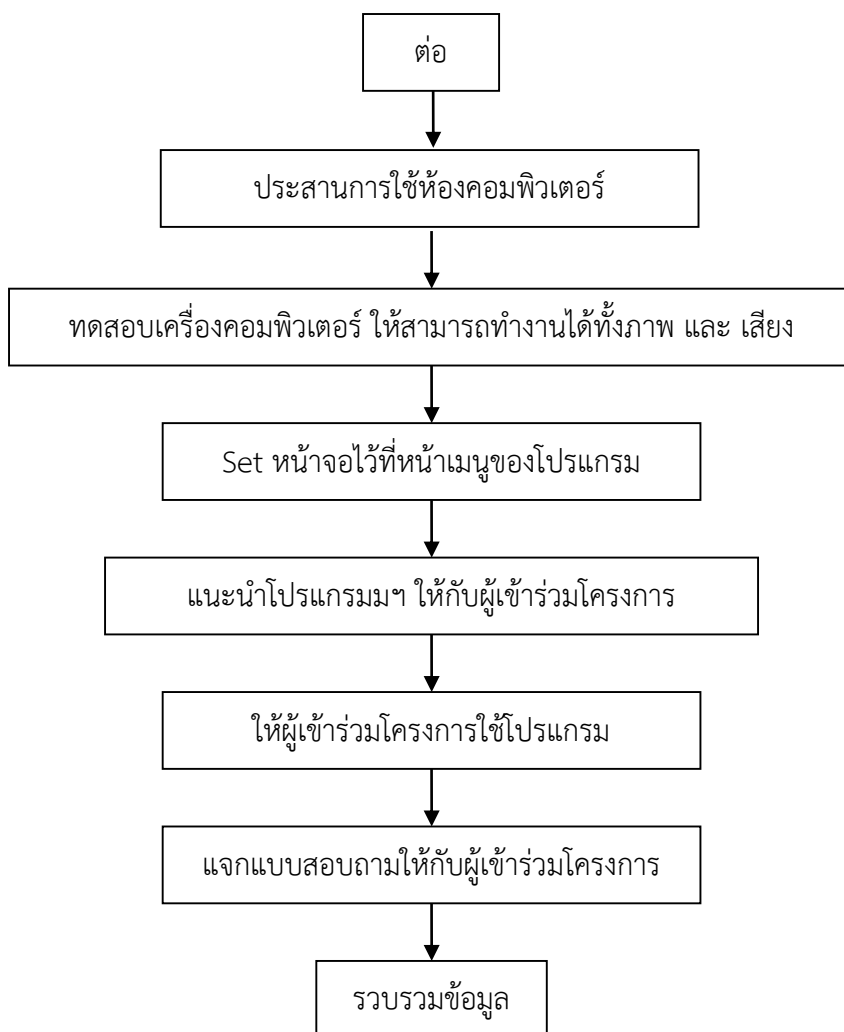 ต่อ
ประสานการใช้ห้องคอมพิวเตอร์
ทดสอบเครื่องคอมพิวเตอร์ ให้สามารถทำงานได้ทั้งภาพ และ เสียง
Set หน้าจอไว้ที่หน้าเมนูของโปรแกรม
แนะนำโปรแกรมมฯ ให้กับผู้เข้าร่วมโครงการ
ให้ผู้เข้าร่วมโครงการใช้โปรแกรม
แจกแบบสอบถามให้กับผู้เข้าร่วมโครงการ
รวบรวมข้อมูล